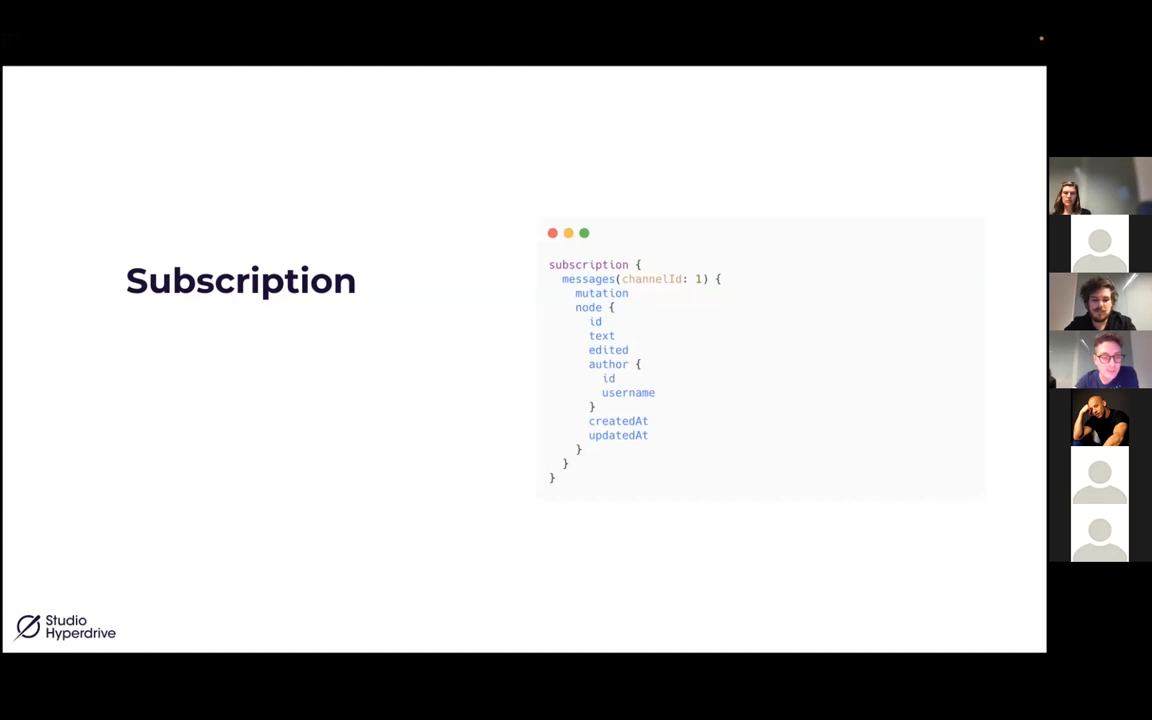 Subscription
subscription {
messages(channelId: 1) {
mutation
node {
id
text
edited
author {
id
username
}
createdAt
updatedAt
}
}
}
Studio
Hyperdrive